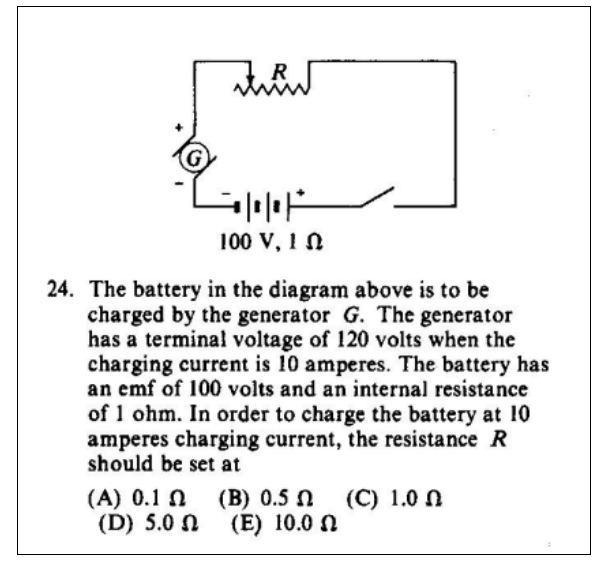 R
+
G
-
- +
100 V, 1 Ω
24. The battery in the diagram above is to be
charged by the generator G. The generator
has a terminal voltage of 120 volts when the
charging current is 10 amperes. The battery has
an emf of 100 volts and an internal resistance
of 1 ohm. In order to charge the battery at 10
amperes charging current, the resistance R
should be set at
(A) 0.1 Ω (B) 0.5 Ω (C) 1.0 Ω
(D) 5.0 Ω (E) 10.0 Ω